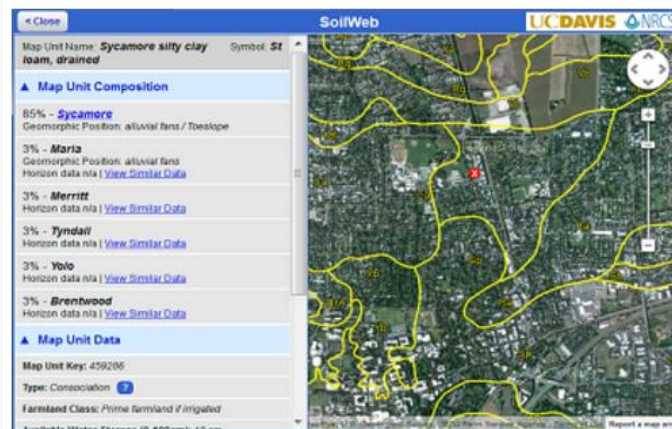 < Close
SoilWeb
UCDAVIS
NRCS
Map Unit Name: Sycamore silty clay loam, drained
Symbol: St
▲ Map Unit Composition
85% - Sycamore
Geomorphic Position: alluvial fans / Toeslope
3% - Maria
Geomorphic Position: alluvial fans
Horizon data n/a | View Similar Data
3% - Merritt
Horizon data n/a | View Similar Data
3% - Tyndall
Horizon data n/a | View Similar Data
3% - Yolo
Horizon data n/a | View Similar Data
3% - Brentwood
Horizon data n/a | View Similar Data
▲ Map Unit Data
Map Unit Key: 459286
Type: Consociation ?
Farmland Class: Prime farmland if irrigated
Report a map